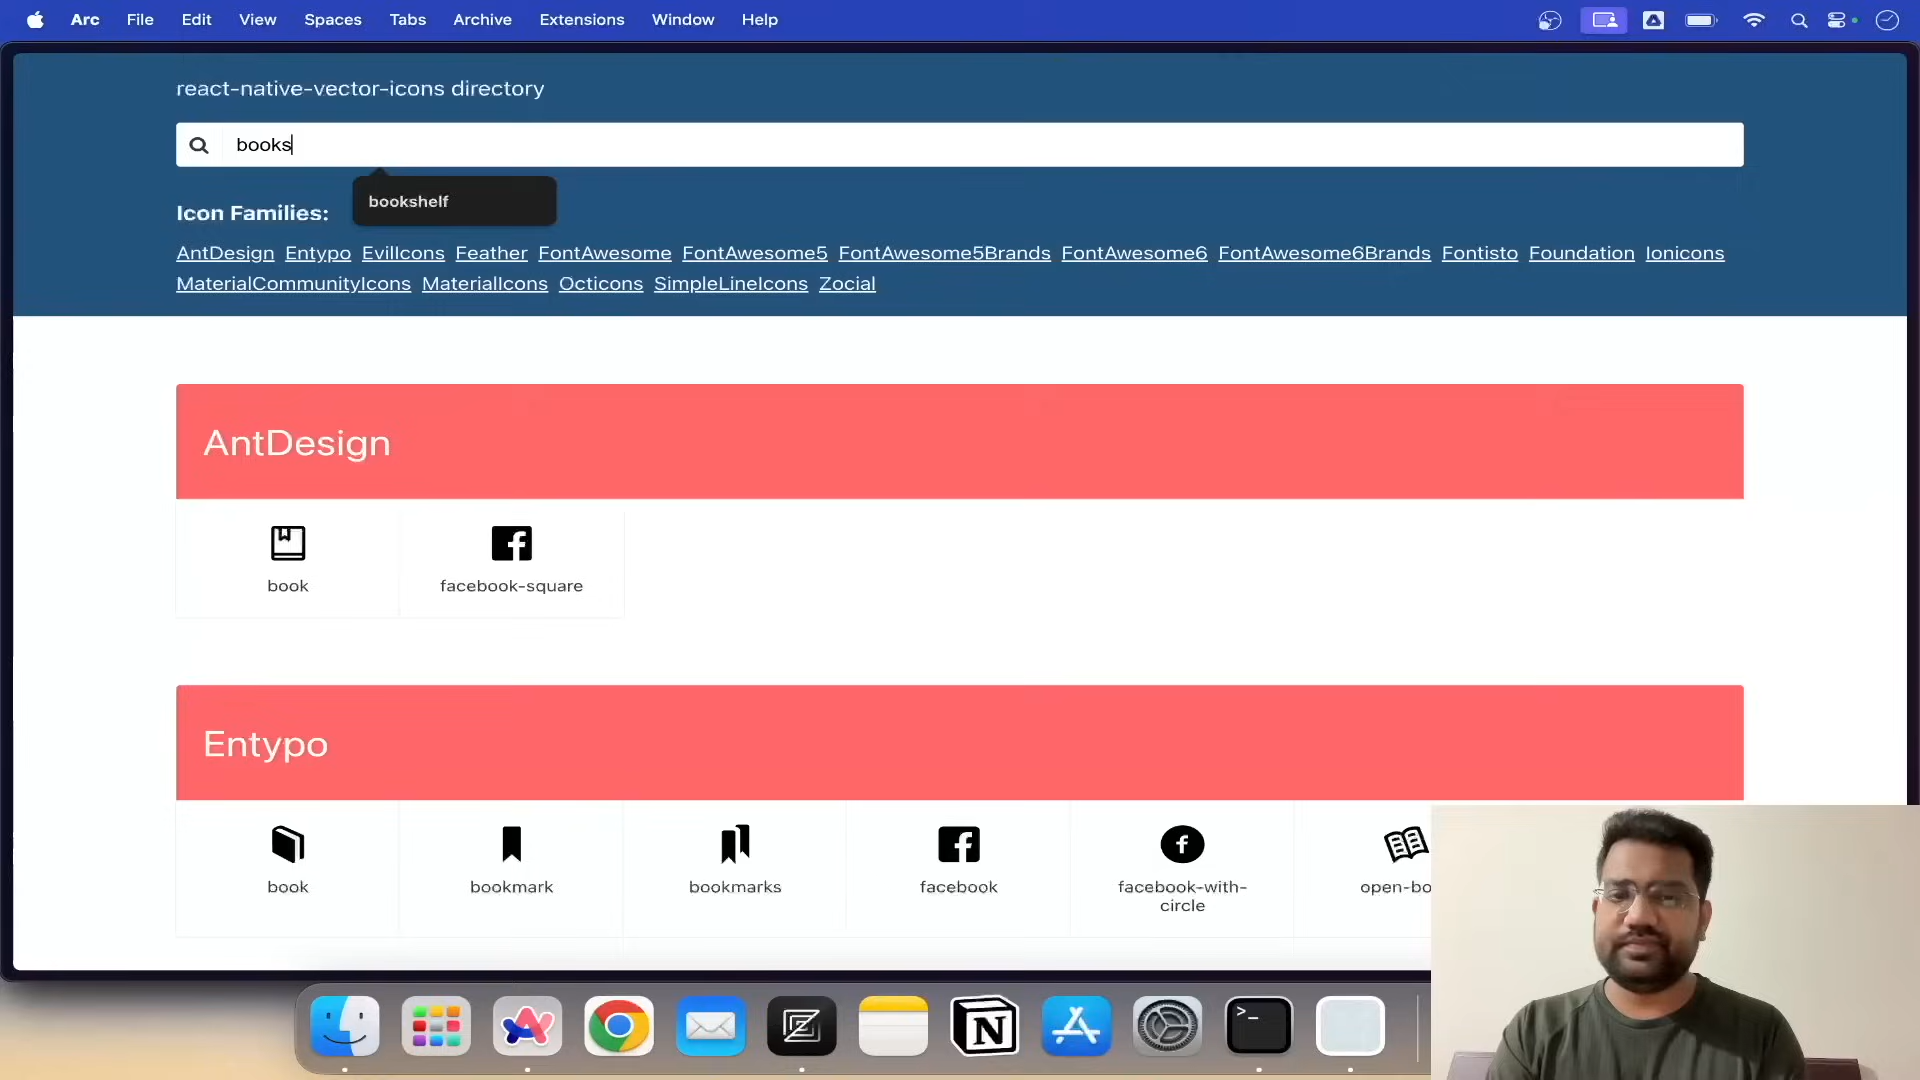 Arc File Edit View Spaces Tabs Archive Extensions Window Help
react-native-vector-icons directory
books
bookshelf
Icon Families:
AntDesign Entypo EvilIcons Feather FontAwesome FontAwesome5 FontAwesome5Brands FontAwesome6 FontAwesome6Brands Fontisto Foundation Ionicons
MaterialCommunityIcons MaterialIcons Octicons SimpleLineIcons Zocial
AntDesign
book facebook-square
Entypo
book bookmark bookmarks facebook facebook-with-
circle
open-bo